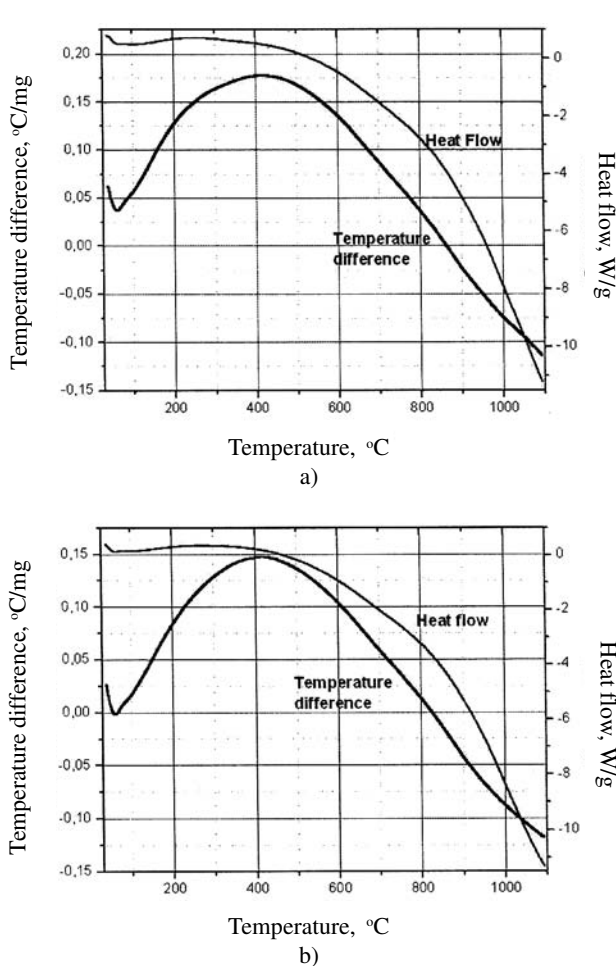 0,20
0,15
0,10
0,05
0,00
-0,05
-0,10
-0,15
Temperature difference, °C/mg
0
-2
-4
-6
-8
-10
Heat flow, W/g
Heat Flow
Temperature
difference
200 400 600 800 1000
Temperature, °C
a)
0,15
0,10
0,05
0,00
-0,05
-0,10
-0,15
Temperature difference, °C/mg
0
-2
-4
-6
-8
-10
Heat flow, W/g
Heat flow
Temperature
difference
200 400 600 800 1000
Temperature, °C
b)